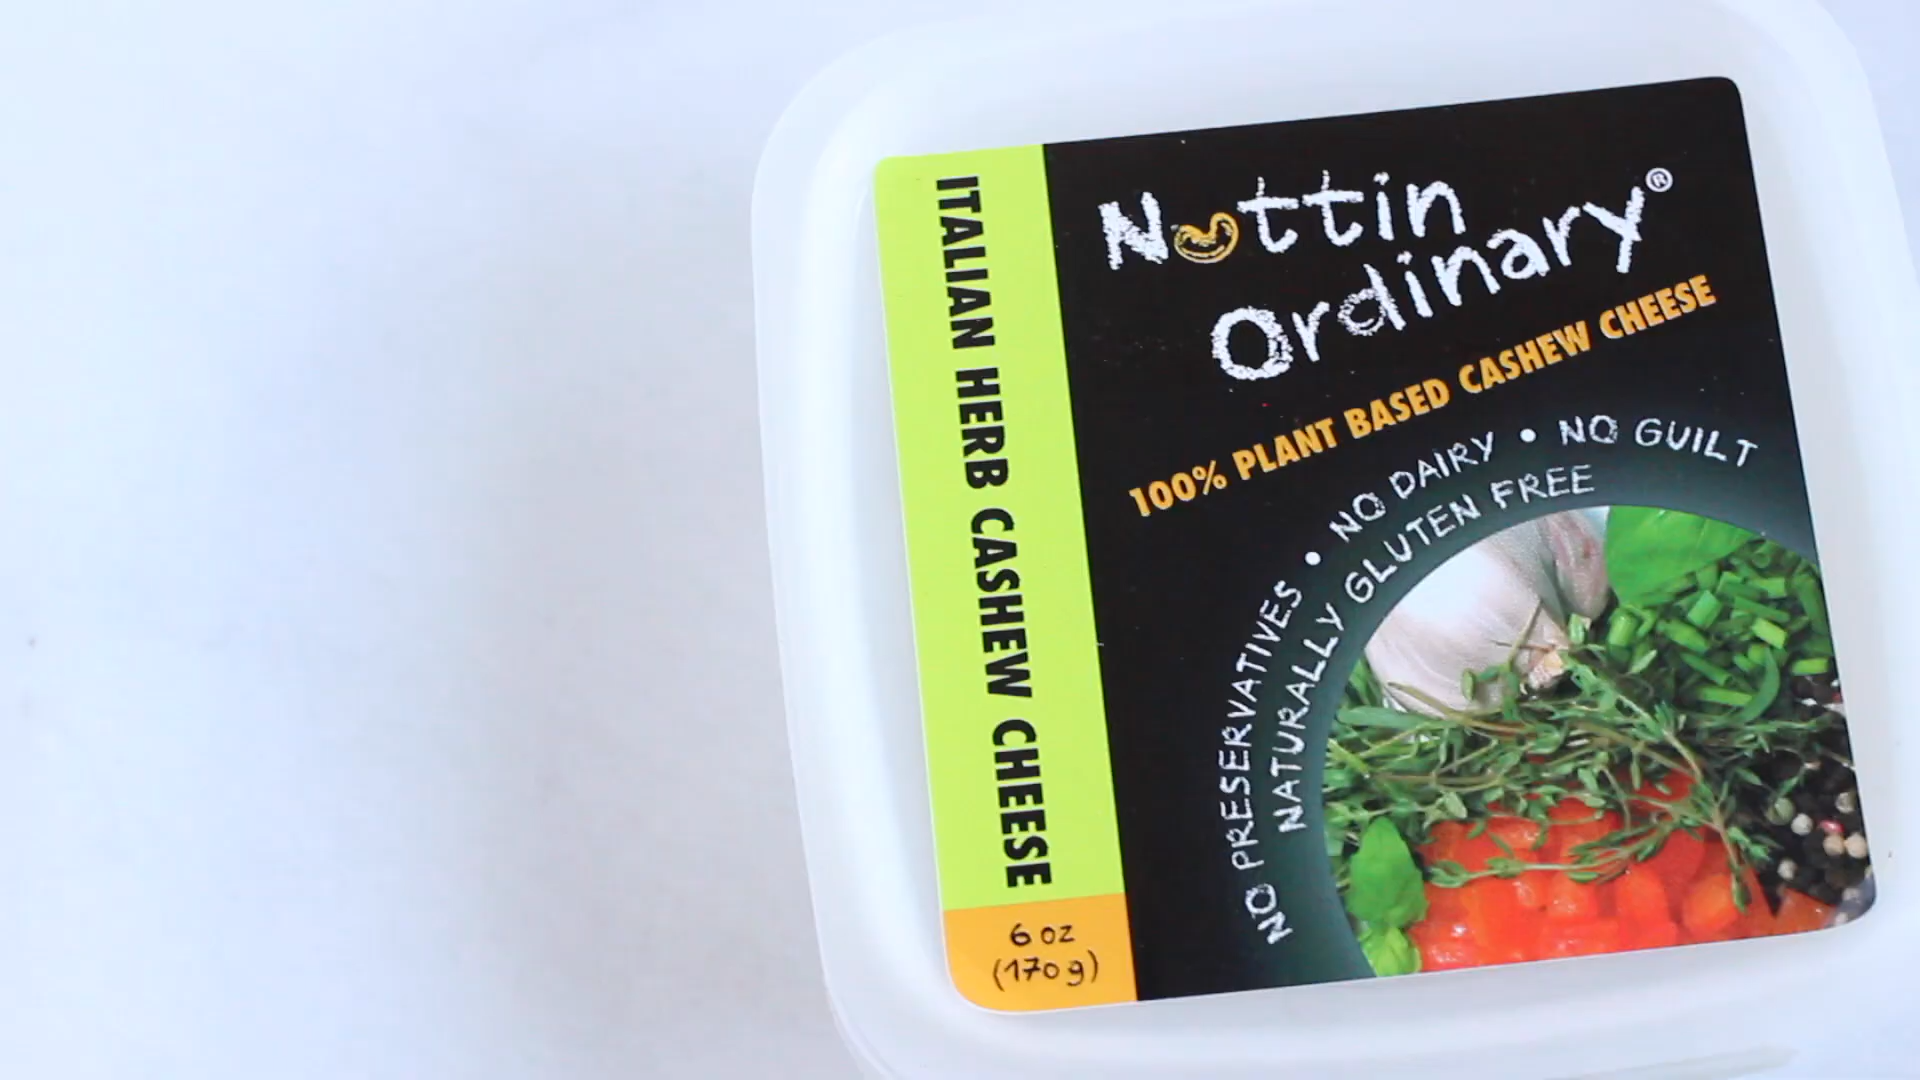 ITALIAN HERB CASHEW CHEESE
6 oz
(170 g)
Nuttin
Ordinary®
100% PLANT BASED CASHEW CHEESE
NO PRESERVATIVES • NO DAIRY • NO GUILT
NATURALLY GLUTEN FREE